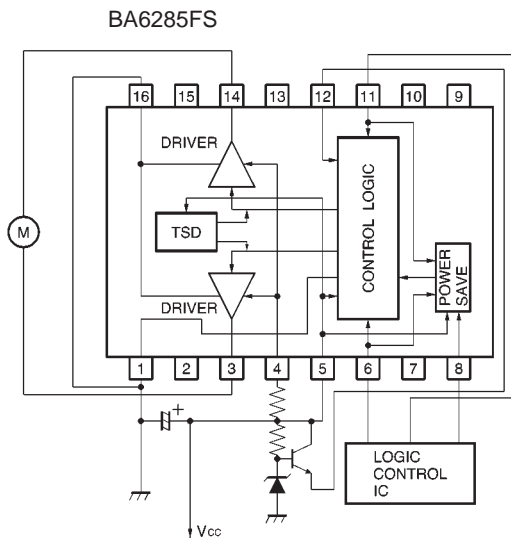 BA6285FS
16 15 14 13 12 11 10 9
DRIVER
CONTROL LOGIC
TSD
M
POWER
SAVE
DRIVER
1 2 3 4 5 6 7 8
+
LOGIC
CONTROL
IC
Vcc